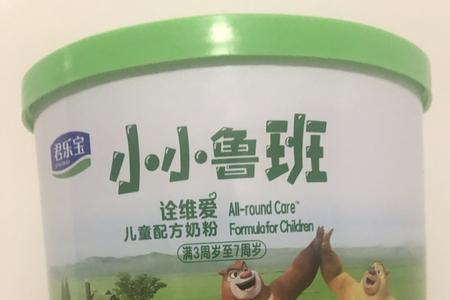 君乐宝
小小鲁班
诠维爱 All-round Care™
儿童配方奶粉 Formula for Children
满3周岁至7周岁